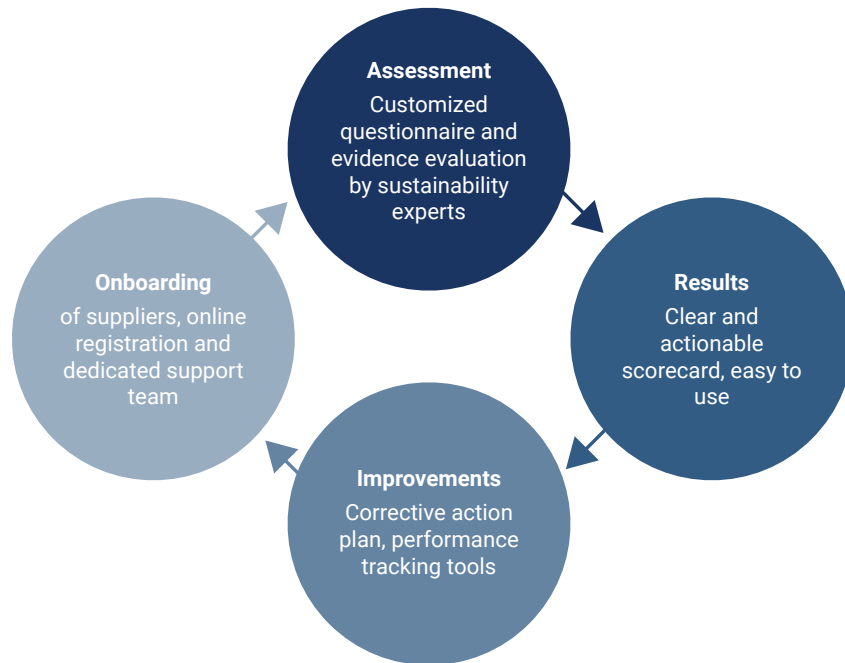 Assessment
Customized
questionnaire and
evidence evaluation
by sustainability
experts
Onboarding
of suppliers, online
registration and
dedicated support
team
Results
Clear and
actionable
scorecard, easy to
use
Improvements
Corrective action
plan, performance
tracking tools